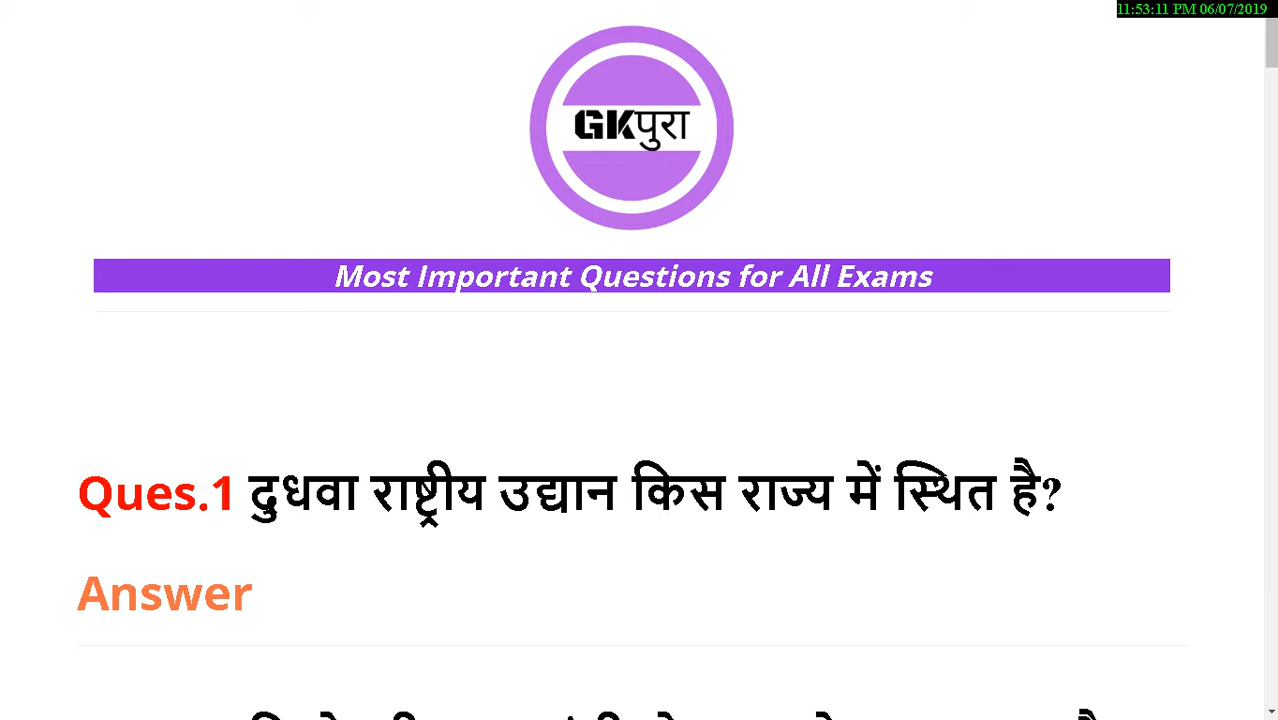 11:53:11 PM 06/07/2019
GKपुरा
Most Important Questions for All Exams
Ques.1 दुधवा राष्ट्रीय उद्यान किस राज्य में स्थित है?
Answer